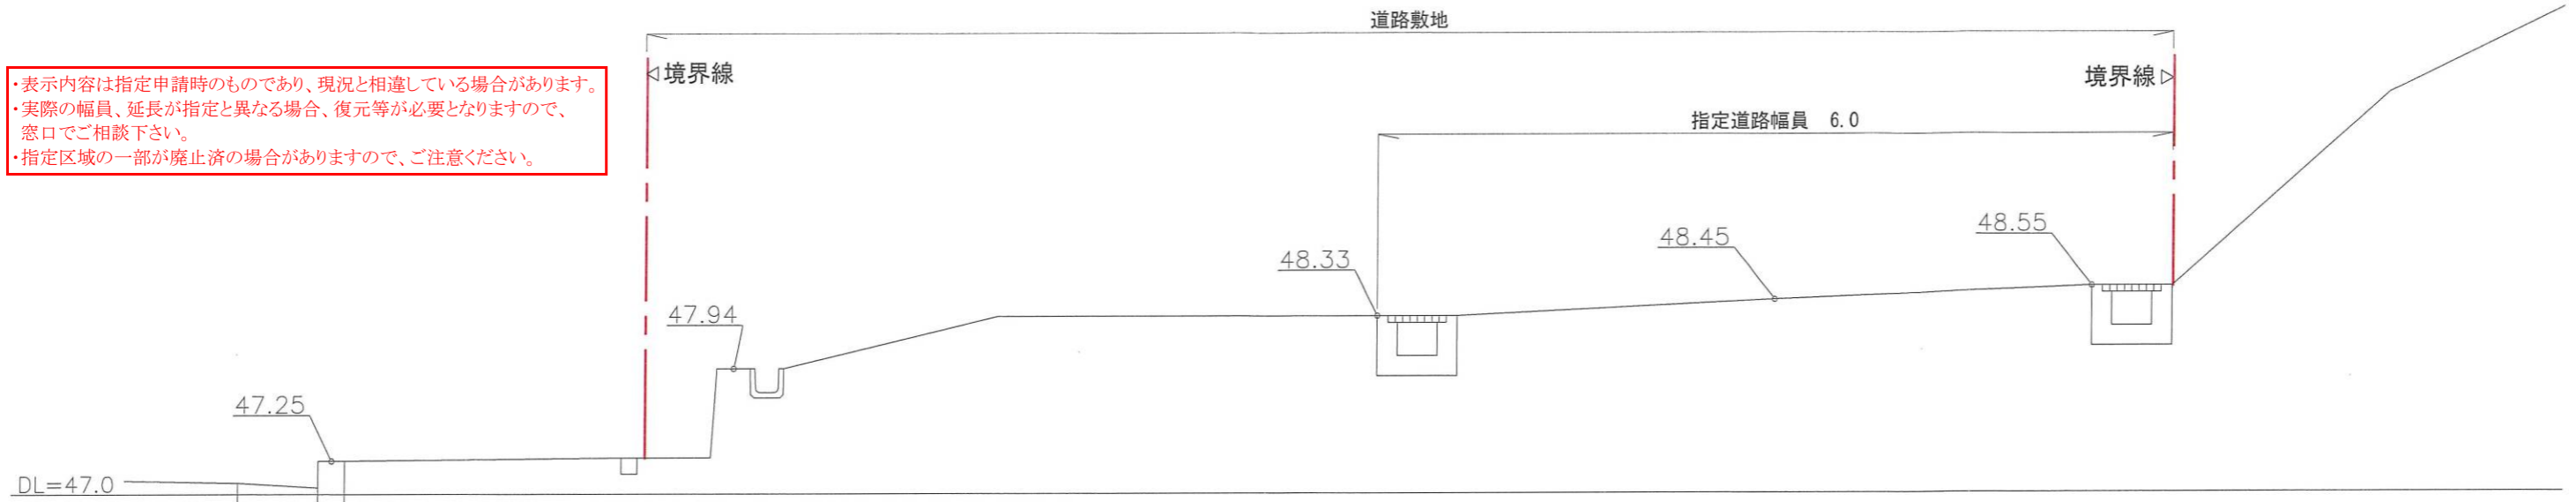 道路敷地
・表示内容は指定申請時のものであり、現況と相違している場合があります。
・実際の幅員、延長が指定と異なる場合、復元等が必要となりますので、
窓口でご相談下さい。
・指定区域の一部が廃止済の場合がありますので、ご注意ください。
◁境界線
境界線▷
指定道路幅員 6.0
48.55
48.45
48.33
47.94
47.25
DL=47.0